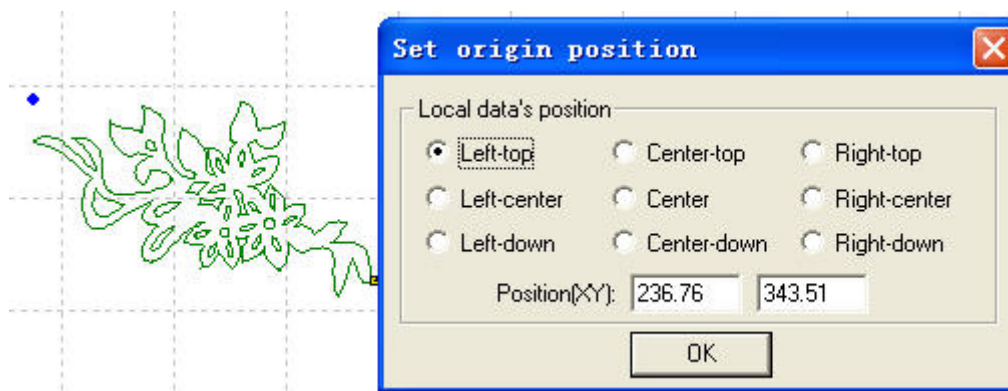 Set origin position
Local data's position
Left-top Center-top Right-top
Left-center Center Right-center
Left-down Center-down Right-down
Position(XY): 236.76 343.51
OK